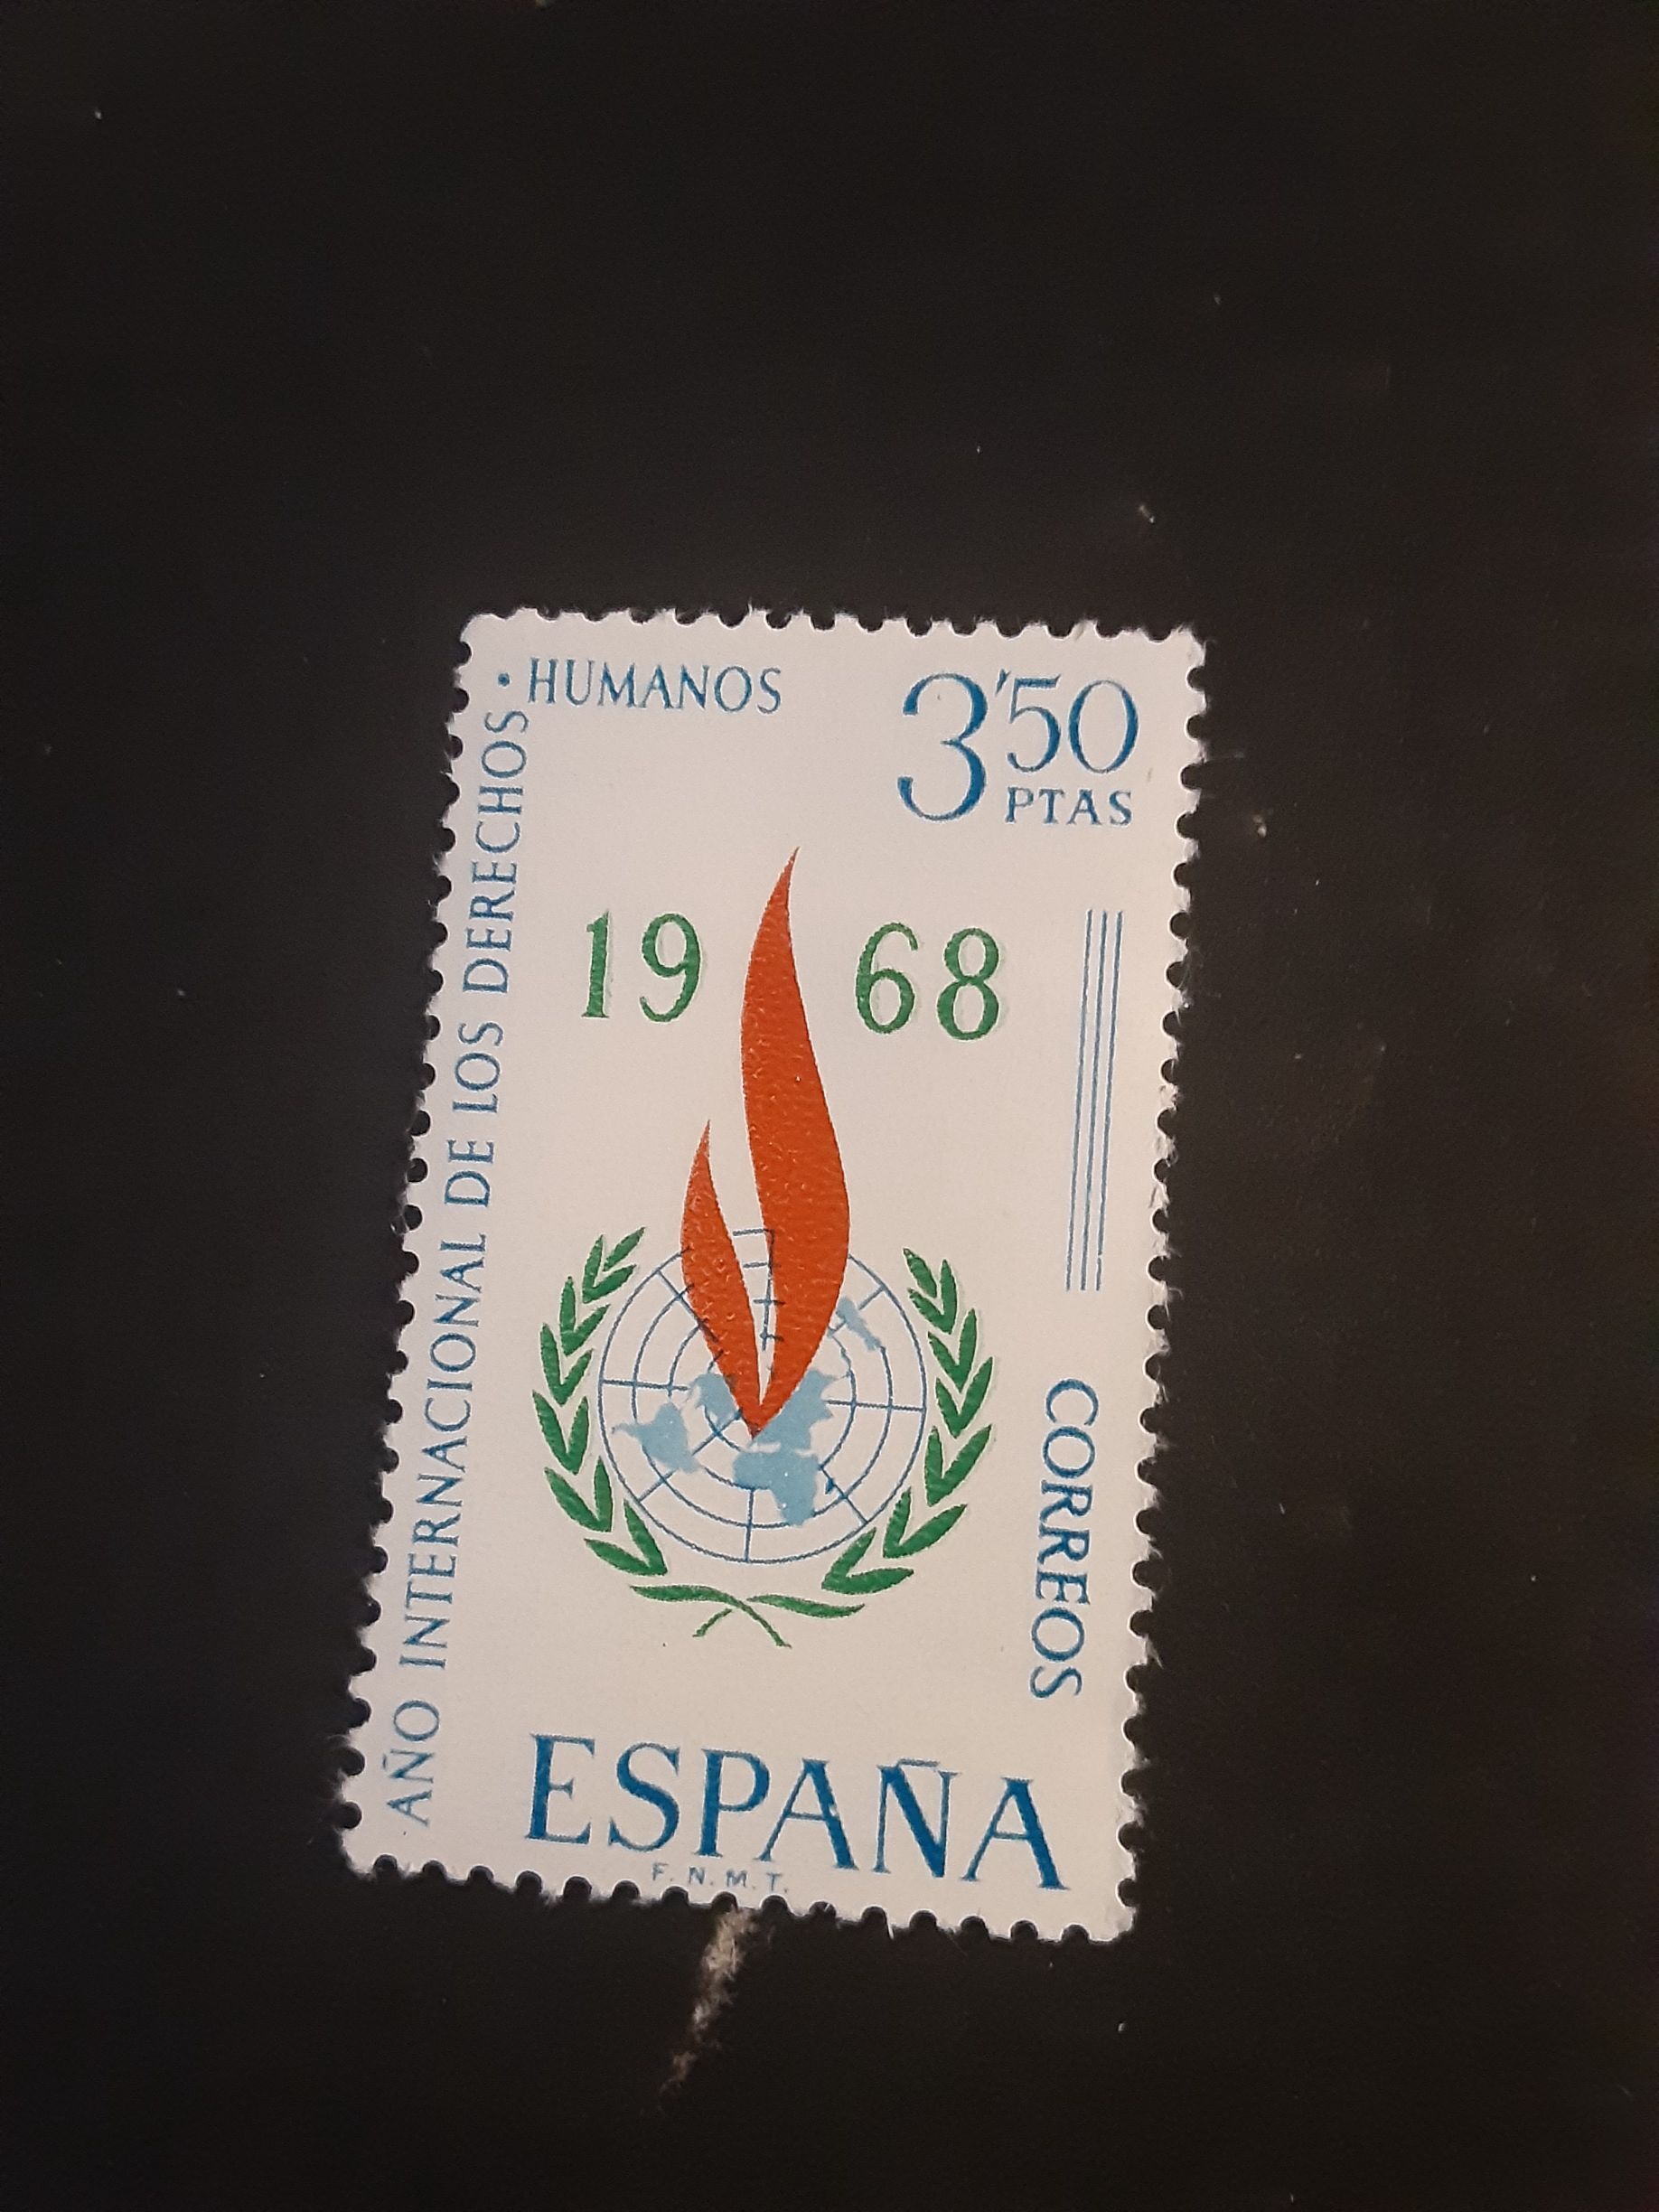 AÑO INTERNACIONAL DE LOS DERECHOS
· HUMANOS
3'50
PTAS
1968
CORREOS
ESPAÑA
F.N.M.T.